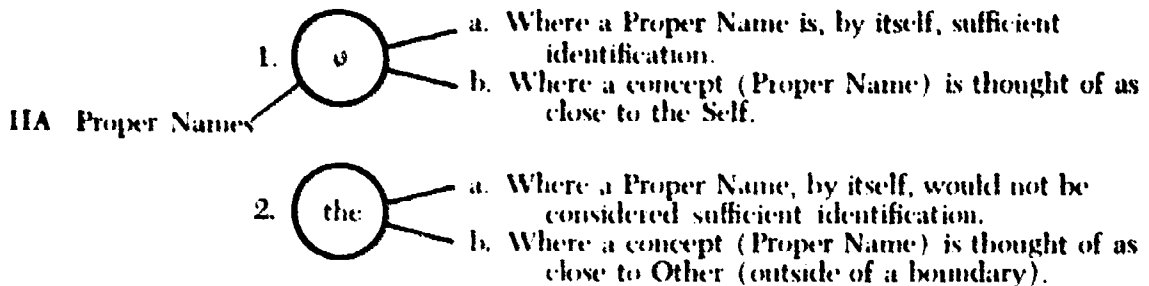 a. Where a Proper Name is, by itself, sufficient
1. ø
identification.
b. Where a concept (Proper Name) is thought of as
close to the Self.
IIA Proper Names
a. Where a Proper Name, by itself, would not be
2. the
considered sufficient identification.
b. Where a concept (Proper Name) is thought of as
close to Other (outside of a boundary).